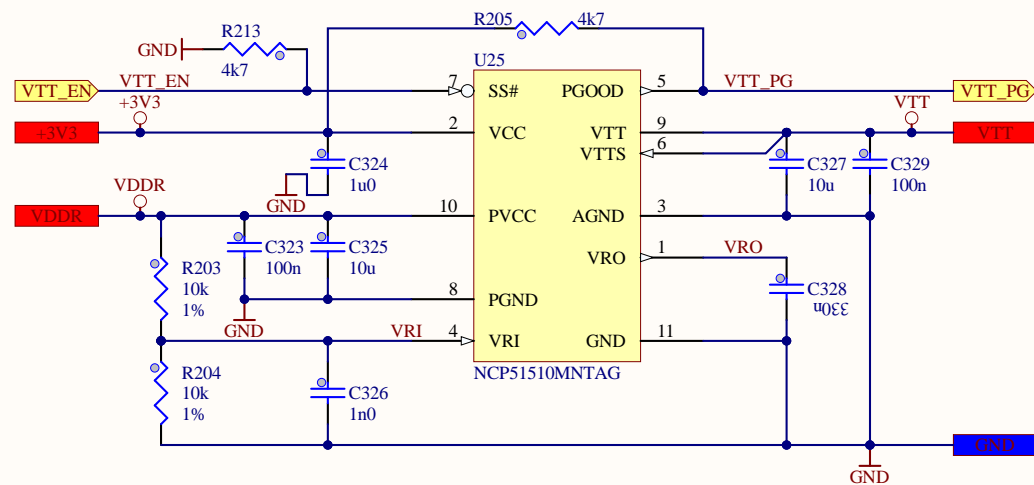 R205
4k7
R213
GND
4k7
U25
VTT_EN
VTT_EN
7
SS#
PGOOD
5
VTT_PG
VTT_PG
+3V3
VTT
+3V3
2
VCC
VTT
9
VTT
VTTS
6
C324
1u0
C327
10u
C329
100n
GND
VDDR
VDDR
10
PVCC
AGND
3
R203
10k
1%
C323
100n
C325
10u
VRO
1
VRO
C328
330n
8
PGND
GND
VRI
4
VRI
GND
11
R204
10k
1%
C326
1n0
NCP51510MNTAG
GND
GND